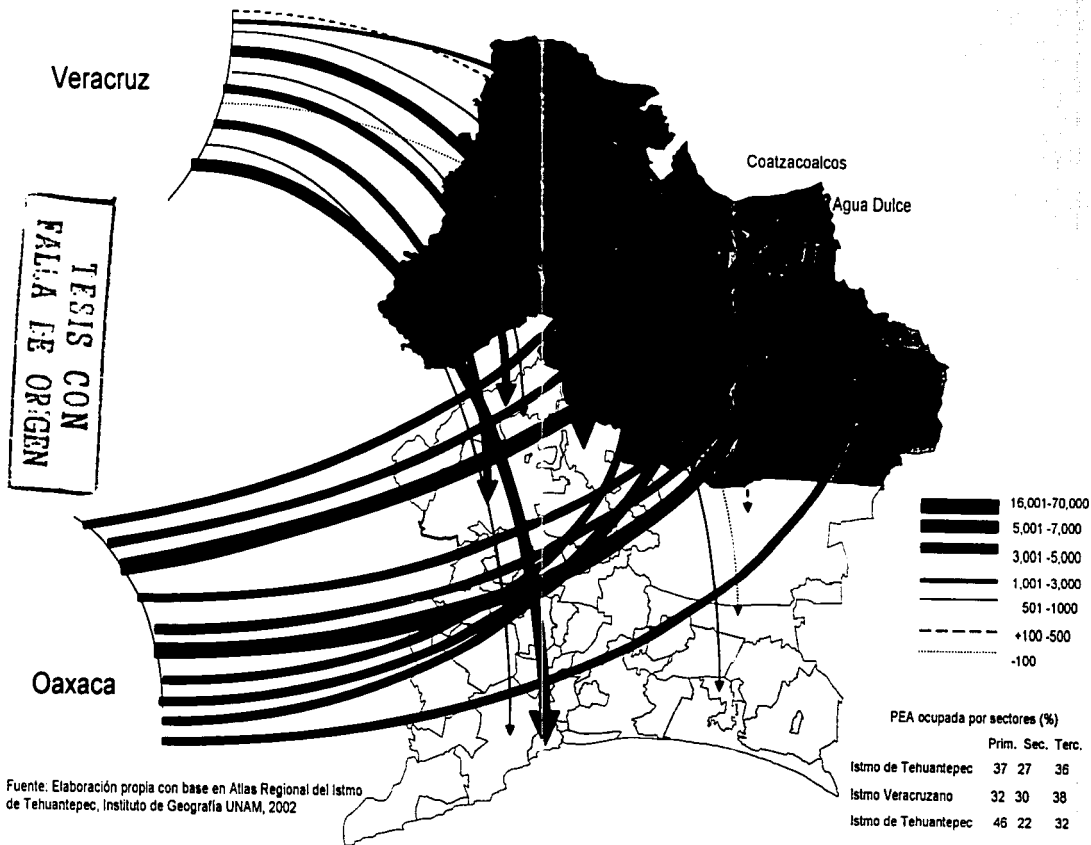 Veracruz
Coatzacoalcos
Agua Dulce
TESIS CON
FALLA DE ORIGEN
Oaxaca
16,001-70,000
5,001 -7,000
3,001 -5,000
1,001 -3,000
501 -1000
+100 -500
-100
PEA ocupada por sectores (%)
Prim. Sec. Terc.
Istmo de Tehuantepec 37 27 36
Istmo Veracruzano 32 30 38
Istmo de Tehuantepec 46 22 32
Fuente: Elaboración propia con base en Atlas Regional del Istmo
de Tehuantepec, Instituto de Geografía UNAM, 2002